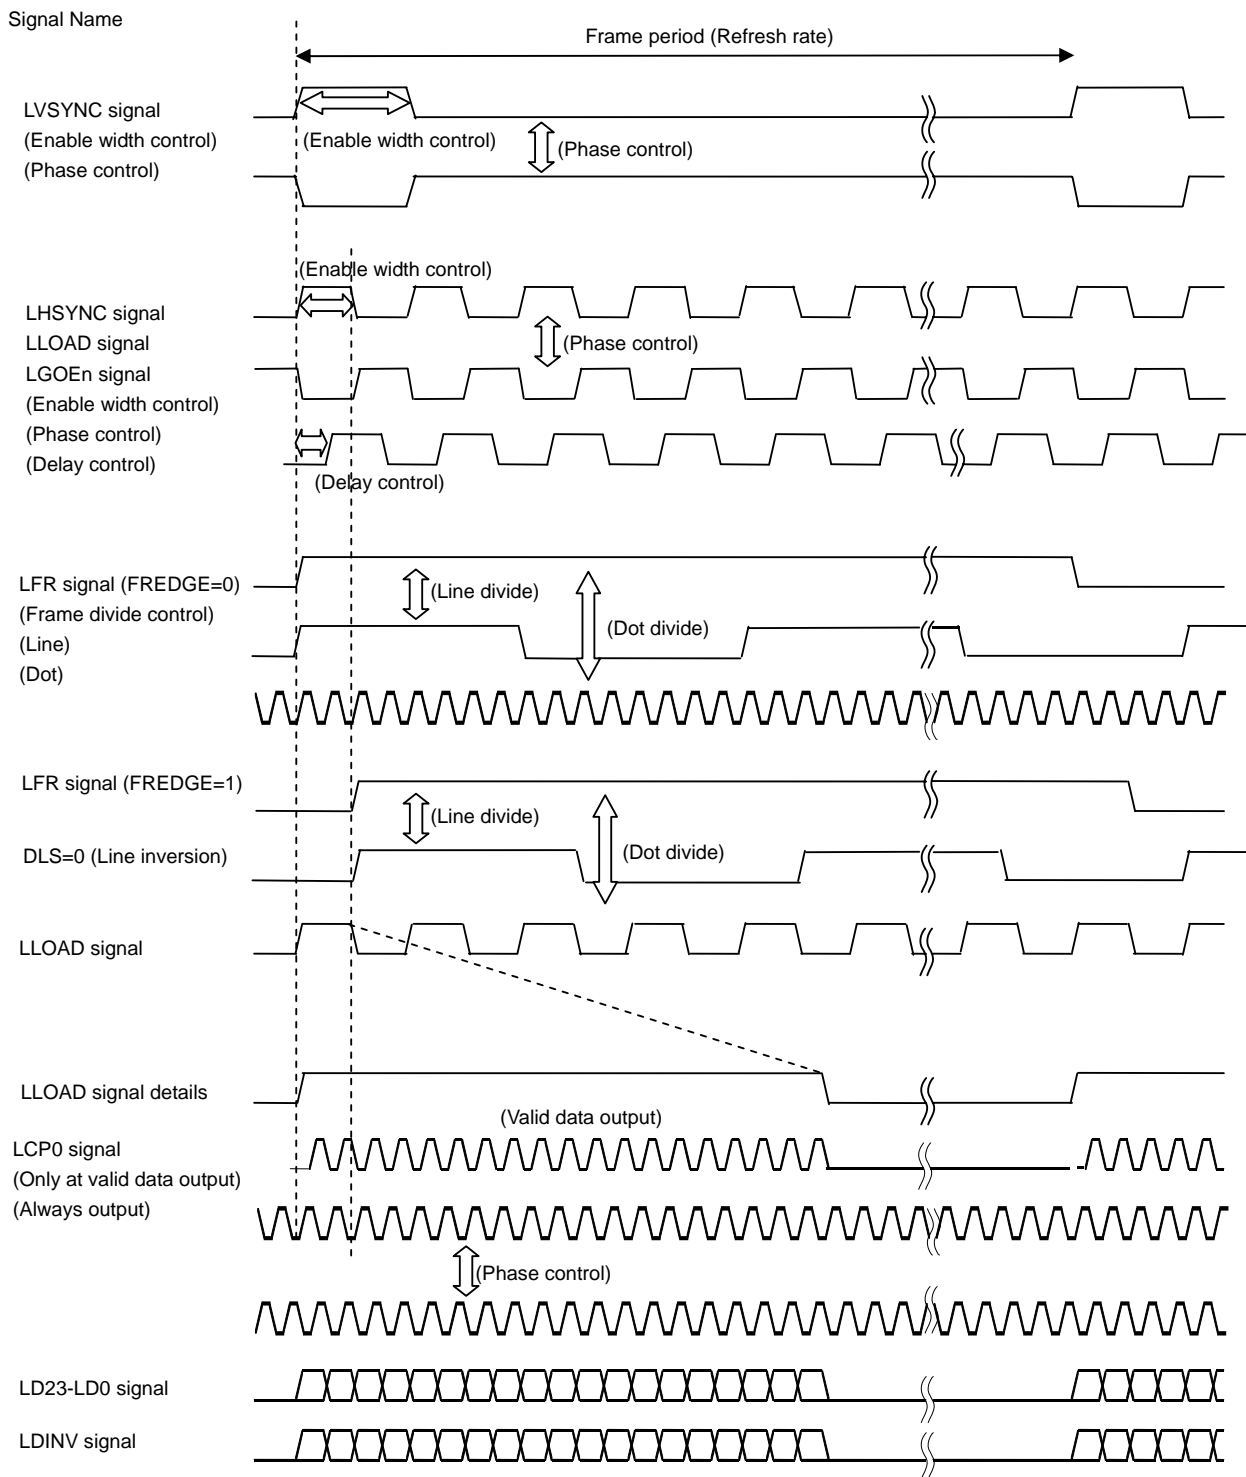 Signal Name
Frame period (Refresh rate)
LVSYNC signal
(Enable width control)
(Enable width control)
(Phase control)
(Phase control)
(Enable width control)
LHSYNC signal
LLOAD signal
(Phase control)
LGOEn signal
(Enable width control)
(Phase control)
(Delay control)
(Delay control)
LFR signal (FREDGE=0)
(Line divide)
(Frame divide control)
(Dot divide)
(Line)
(Dot)
LFR signal (FREDGE=1)
(Line divide)
DLS=0 (Line inversion)
(Dot divide)
LLOAD signal
LLOAD signal details
(Valid data output)
LCP0 signal
(Only at valid data output)
(Always output)
(Phase control)
LD23-LD0 signal
LDINV signal